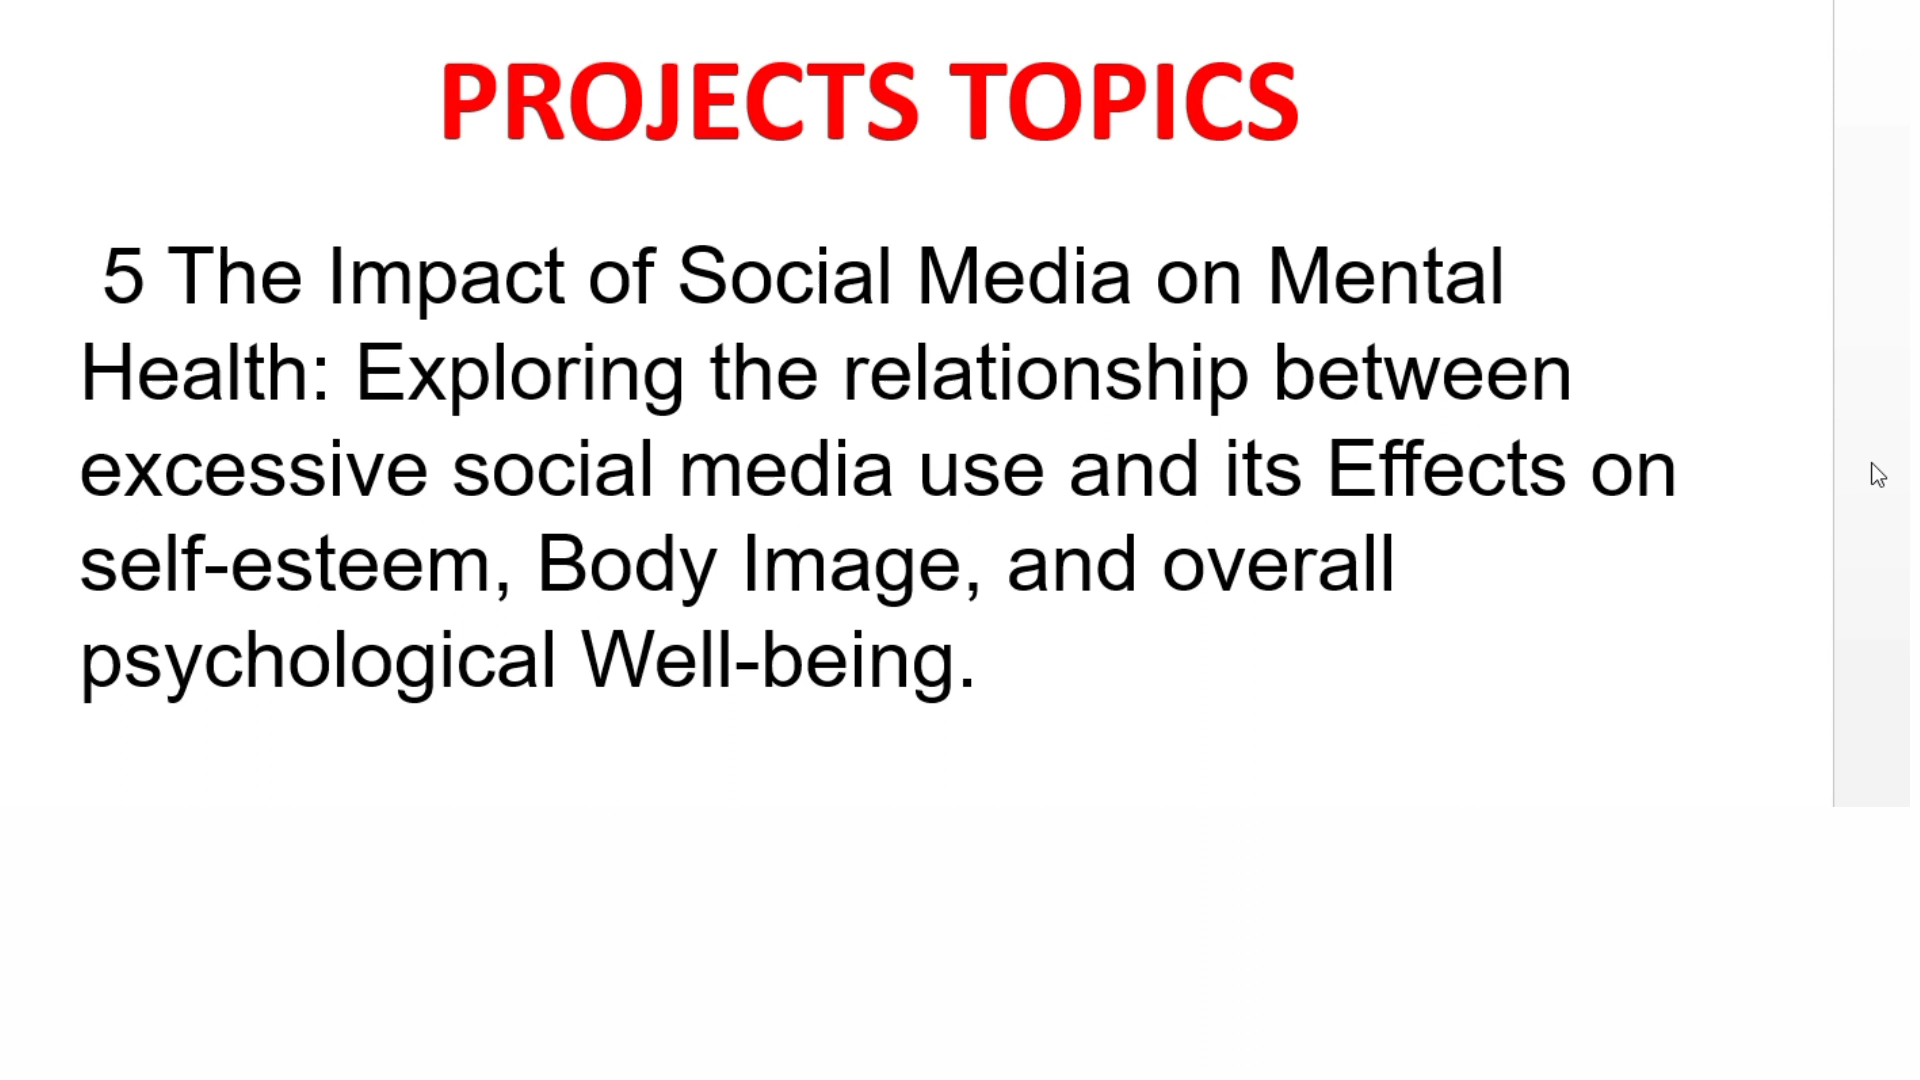 PROJECTS TOPICS
5 The Impact of Social Media on Mental
Health: Exploring the relationship between
excessive social media use and its Effects on
self-esteem, Body Image, and overall
psychological Well-being.